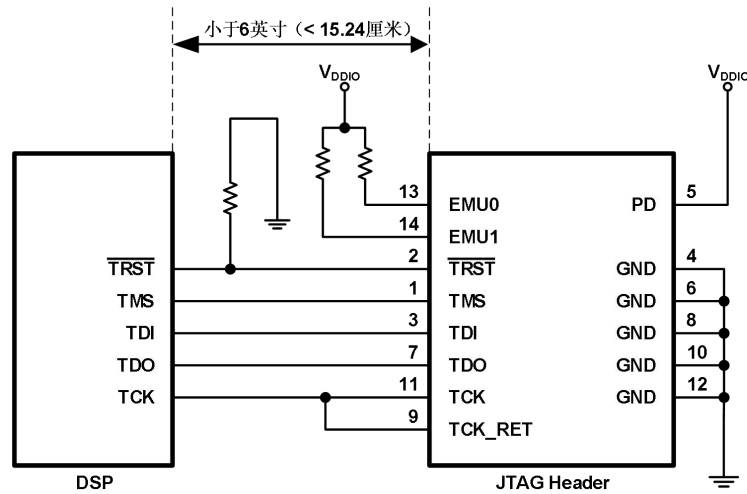 小于6英寸（< 15.24厘米）
VDDIO
VDDIO
13
EMU0
PD
5
14
EMU1
TRST
2
TRST
GND
4
TMS
1
TMS
GND
6
TDI
3
TDI
GND
8
TDO
7
TDO
GND
10
TCK
11
TCK
GND
12
9
TCK_RET
DSP
JTAG Header